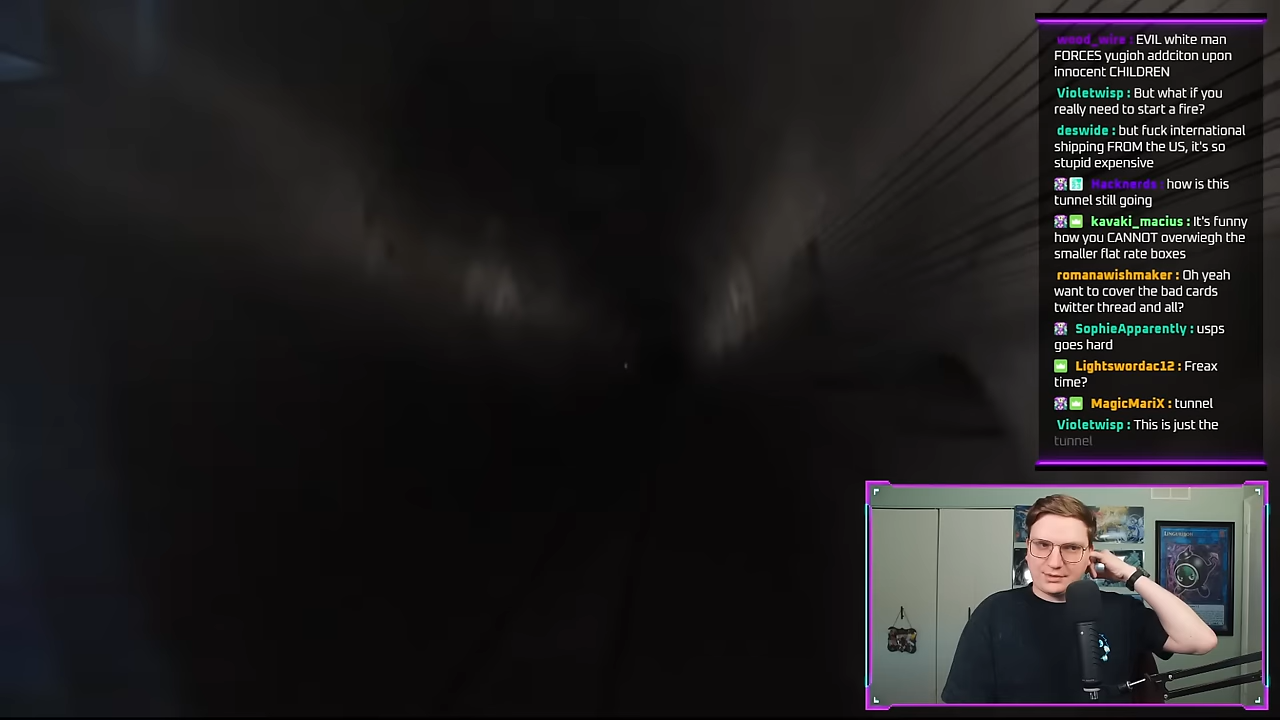 wood_wire : EVIL white man
FORCES yugioh addciton upon
innocent CHILDREN
Violetwisp : But what if you
really need to start a fire?
deswide : but fuck international
shipping FROM the US, it's so
stupid expensive
Hacknerds : how is this
tunnel still going
kavaki_macius : It's funny
how you CANNOT overwiegh the
smaller flat rate boxes
romanawishmaker : Oh yeah
want to cover the bad cards
twitter thread and all?
SophieApparently : usps
goes hard
Lightswordac12 : Freax
time?
MagicMariX : tunnel
Violetwisp : This is just the
tunnel